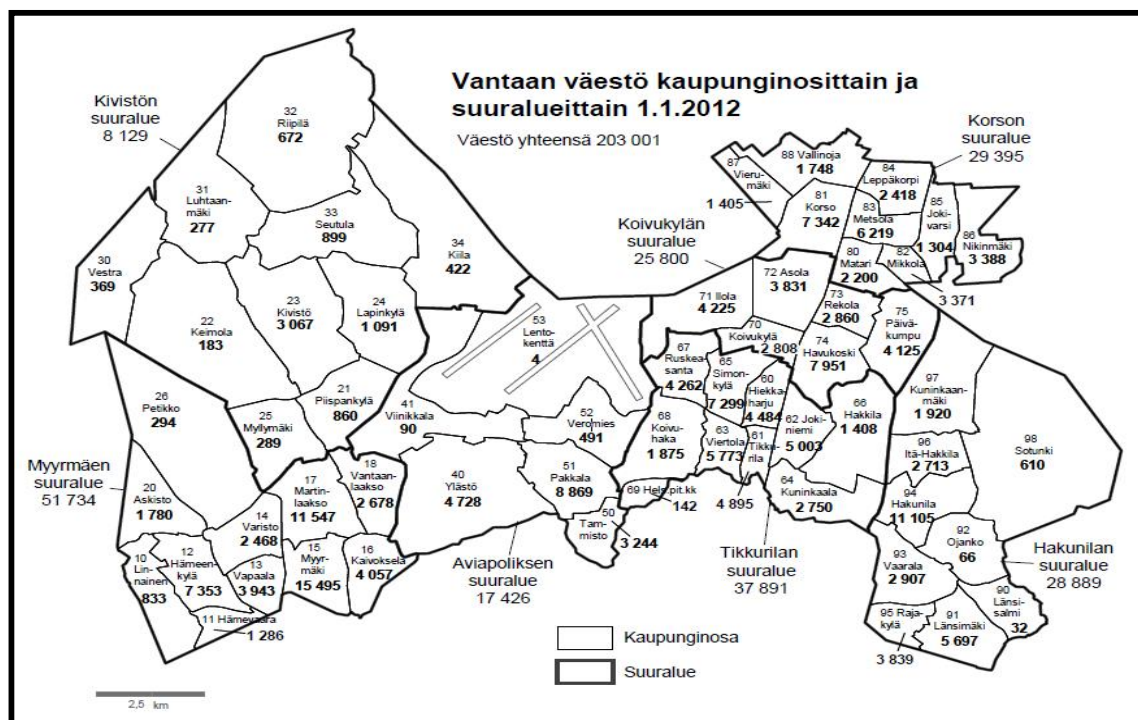 Vantaan väestö kaupunginosittain ja
suuralueittain 1.1.2012
Väestö yhteensä 203 001
Kivistön
suuralue
8 129
32
Riipilä
672
31
Luhtaan-
mäki
277
33
Seutula
899
34
Kiila
422
30
Vestra
369
23
Kivistö
3 067
24
Lapinkylä
1 091
22
Keimola
183
21
Piispankylä
860
25
Myllymäki
289
Myyrmäen
suuralue
51 734
26
Petikko
294
20
Askisto
1 780
18
Vantaan-
laakso
2 678
17
Martin-
laakso
11 547
14
Varisto
2 468
10
Lin-
nainen
833
12
Hämeen-
kylä
7 353
13
Vapaala
3 943
15
Myyr-
mäki
15 495
16
Kaivoksela
4 057
11 Hämevaara
1 286
53
Lento-
kenttä
4
41
Viinikkala
90
52
Veromies
491
40
Ylästö
4 728
51
Pakkala
8 869
50
Tam-
misto
3 244
Aviapoliksen
suuralue
17 426
Korson
suuralue
29 395
87
Vieru-
mäki
1 405
88 Vallinoja
1 748
84
Leppäkorpi
2 418
81
Korso
7 342
83
Metsola
6 219
85
Joki-
varsi
1 304
86
Nikinmäki
3 388
80
Matari
2 200
82
Mikkola
3 371
Koivukylän
suuralue
25 800
72 Asola
3 831
71 Ilola
4 225
73
Rekola
2 860
75
Päivä-
kumpu
4 125
70
Koivukylä
2 808
74
Havukoski
7 951
67
Ruskea-
santa
4 262
65
Simon-
kylä
7 299
60
Hiekka-
harju
4 484
68
Koivu-
haka
1 875
63
Viertola
5 773
61
Tikku-
rila
4 895
62 Joki-
niemi
5 003
66
Hakkila
1 408
64
Kuninkaala
2 750
69 Hels.pit.kk
142
Tikkurilan
suuralue
37 891
97
Kuninkaan-
mäki
1 920
98
Sotunki
610
96
Itä-Hakkila
2 713
94
Hakunila
11 105
92
Ojanko
66
93
Vaarala
2 907
90
Länsi-
salmi
32
95 Raja-
kylä
3 839
91
Länsimäki
5 697
Hakunilan
suuralue
28 889
Kaupunginosa
Suuralue
2,5 km